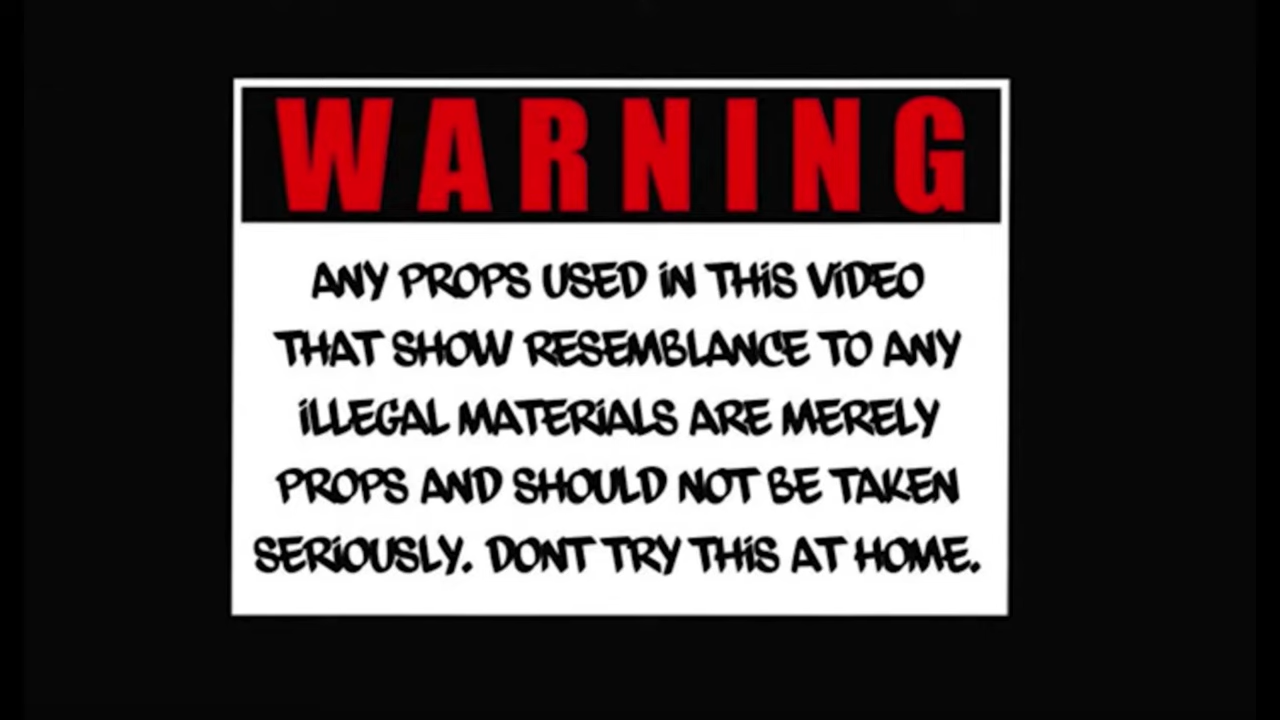 WARNING
ANY PROPS USED iN THiS ViDEO
THAT SHOW RESEMBLANCE TO ANY
iLLEGAL MATERiALS ARE MERELY
PROPS AND SHOULD NOT BE TAKEN
SERiOUSLY. DONT TRY THiS AT HOME.